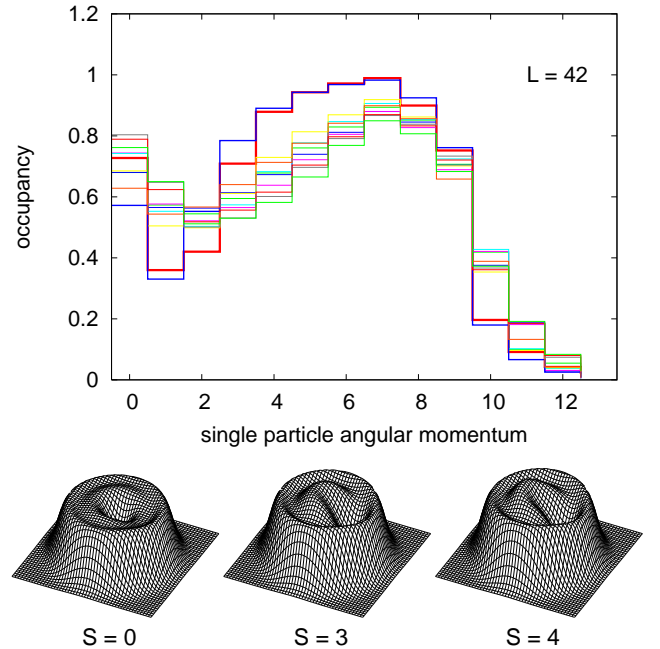 1.2
1
0.8
0.6
0.4
0.2
0
occupancy
L = 42
0 2 4 6 8 10 12
single particle angular momentum
S = 0 S = 3 S = 4